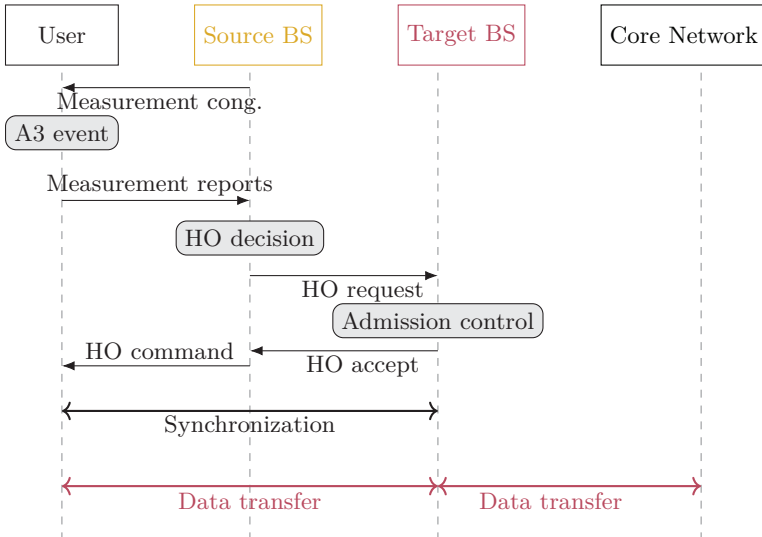 User
Source BS
Target BS
Core Network
Measurement cong.
A3 event
Measurement reports
HO decision
HO request
Admission control
HO command
HO accept
Synchronization
Data transfer
Data transfer